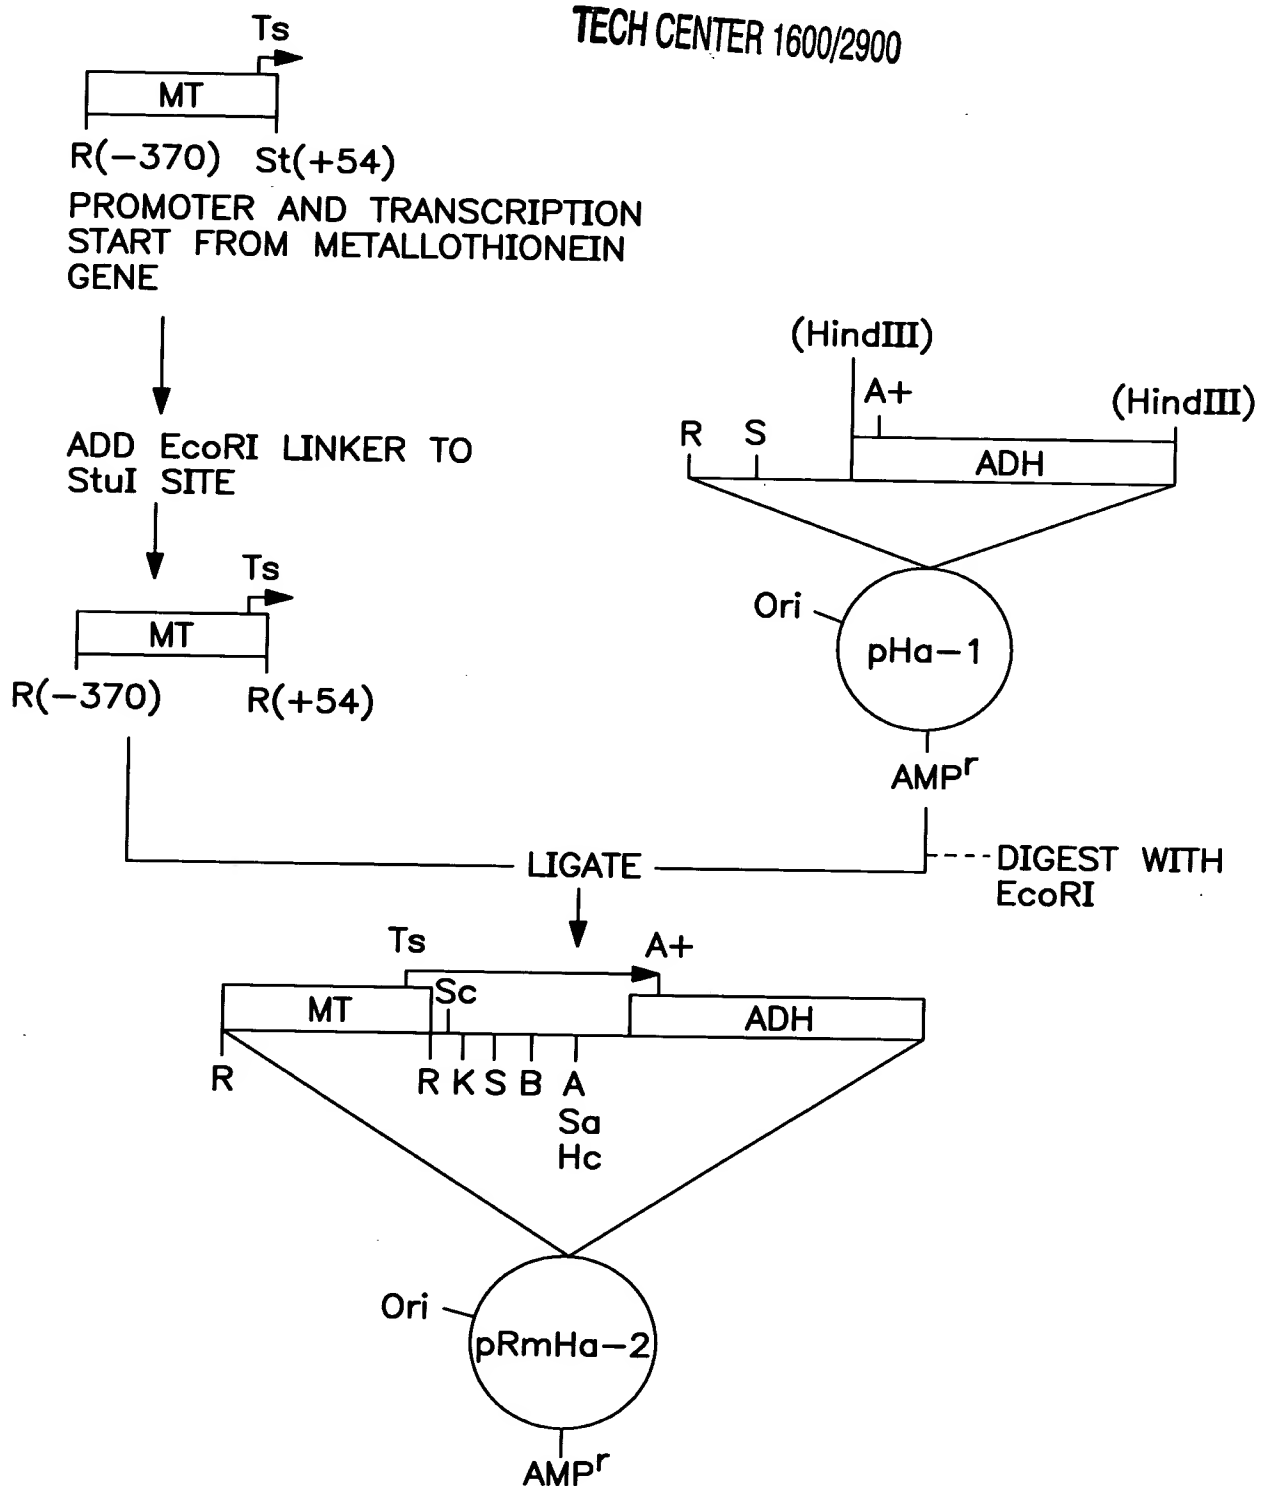 TECH CENTER 1600/2900
Ts
MT
R(−370) St(+54)
PROMOTER AND TRANSCRIPTION
START FROM METALLOTHIONEIN
GENE
ADD EcoRI LINKER TO
StuI SITE
Ts
MT
R(−370) R(+54)
(HindIII)
A+
(HindIII)
R S
ADH
Ori
pHa−1
AMPr
LIGATE
DIGEST WITH
EcoRI
Ts
A+
Sc
MT
ADH
R
R K S B A
Sa
Hc
Ori
pRmHa−2
AMPr